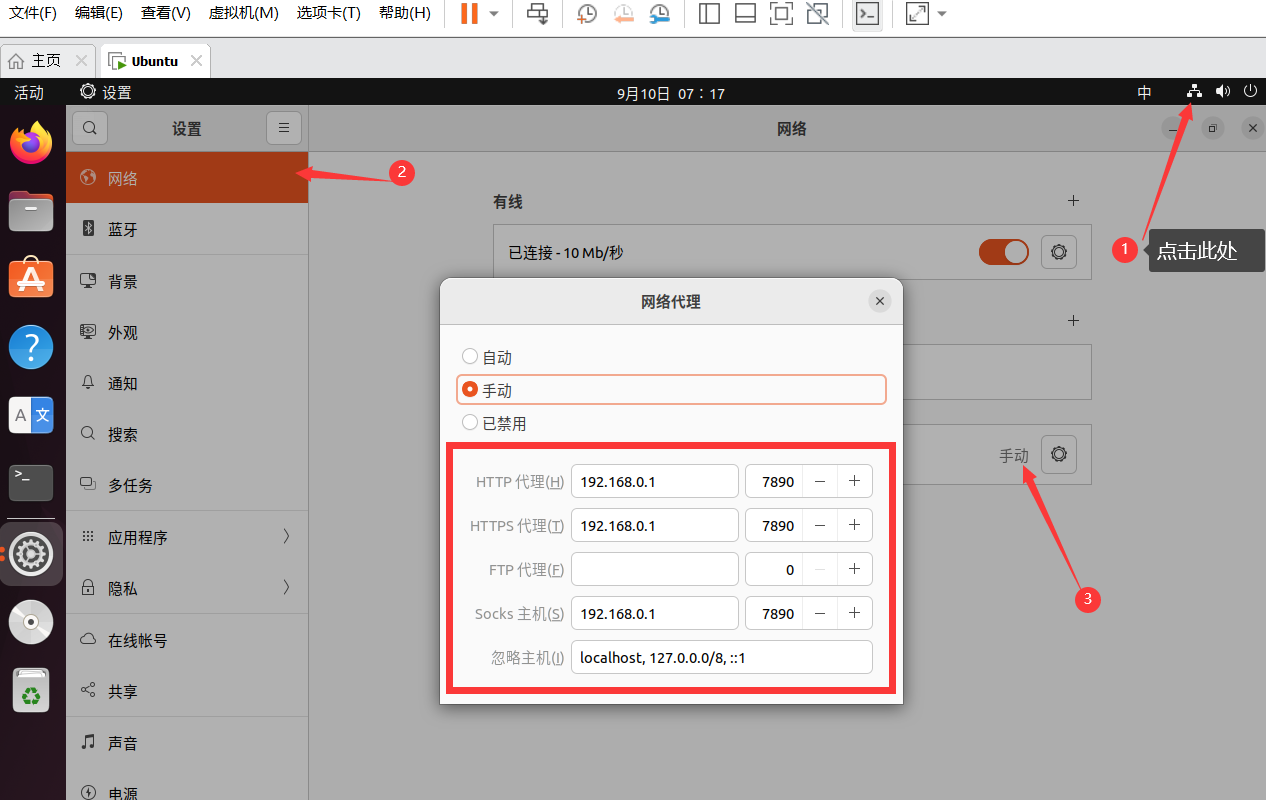 文件(F) 编辑(E) 查看(V) 虚拟机(M) 选项卡(T) 帮助(H)
主页 Ubuntu
活动 设置 9月10日 07：17 中
设置 网络
网络
2
蓝牙
背景
外观
通知
搜索
多任务
应用程序
隐私
在线帐号
共享
声音
电源
有线
已连接 - 10 Mb/秒
1 点击此处
网络代理
自动
手动
已禁用
手动
3
HTTP 代理(H) 192.168.0.1 7890
HTTPS 代理(T) 192.168.0.1 7890
FTP 代理(F) 0
Socks 主机(S) 192.168.0.1 7890
忽略主机(I) localhost, 127.0.0.0/8, ::1